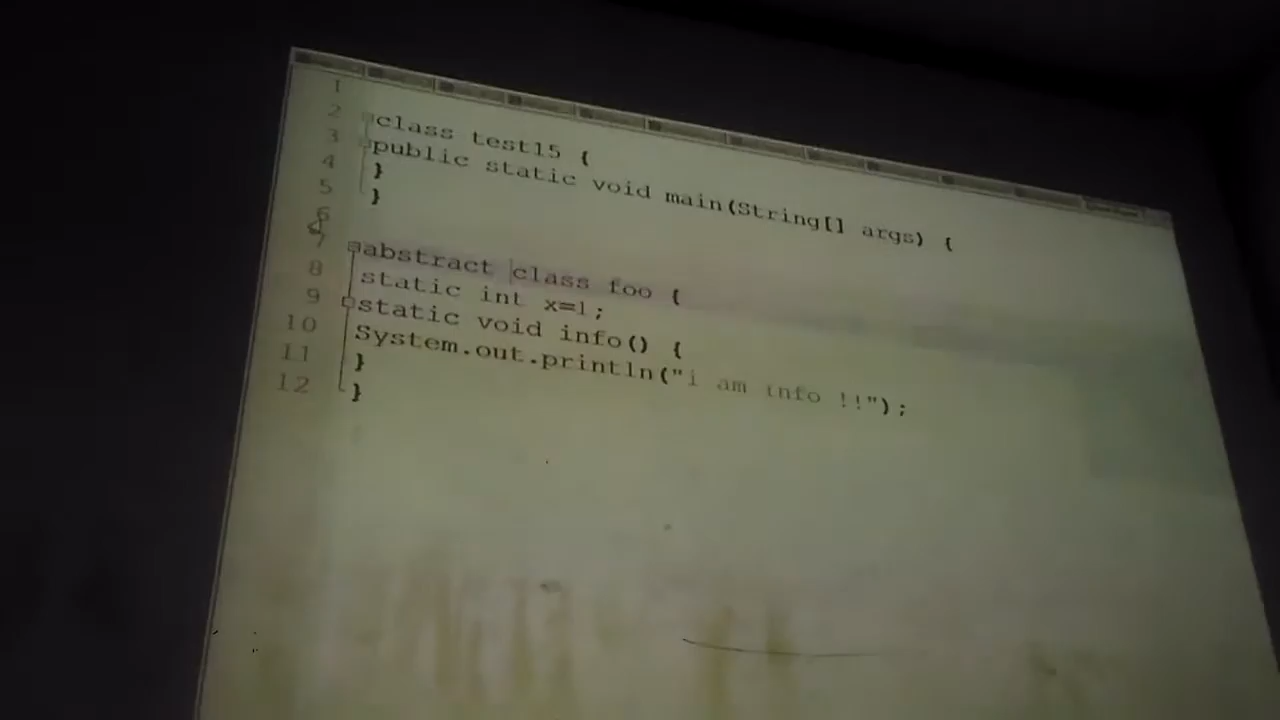 1
2 class test15 {
3 public static void main(String[] args) {
4 }
5 }
6
7 abstract class foo {
8 static int x=1;
9 static void info() {
10 System.out.println("i am info !!");
11 }
12 }